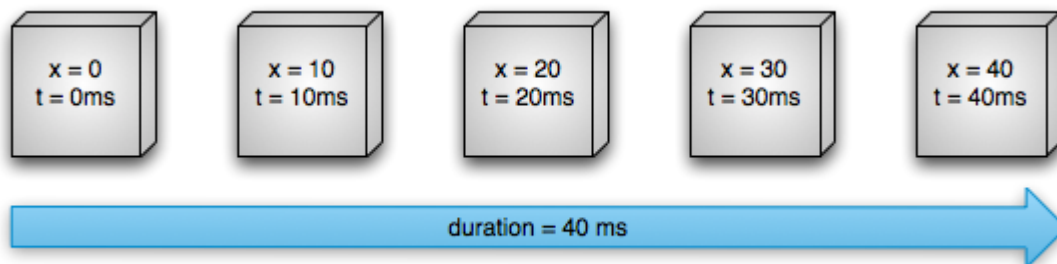 x = 0
t = 0ms
x = 10
t = 10ms
x = 20
t = 20ms
x = 30
t = 30ms
x = 40
t = 40ms
duration = 40 ms